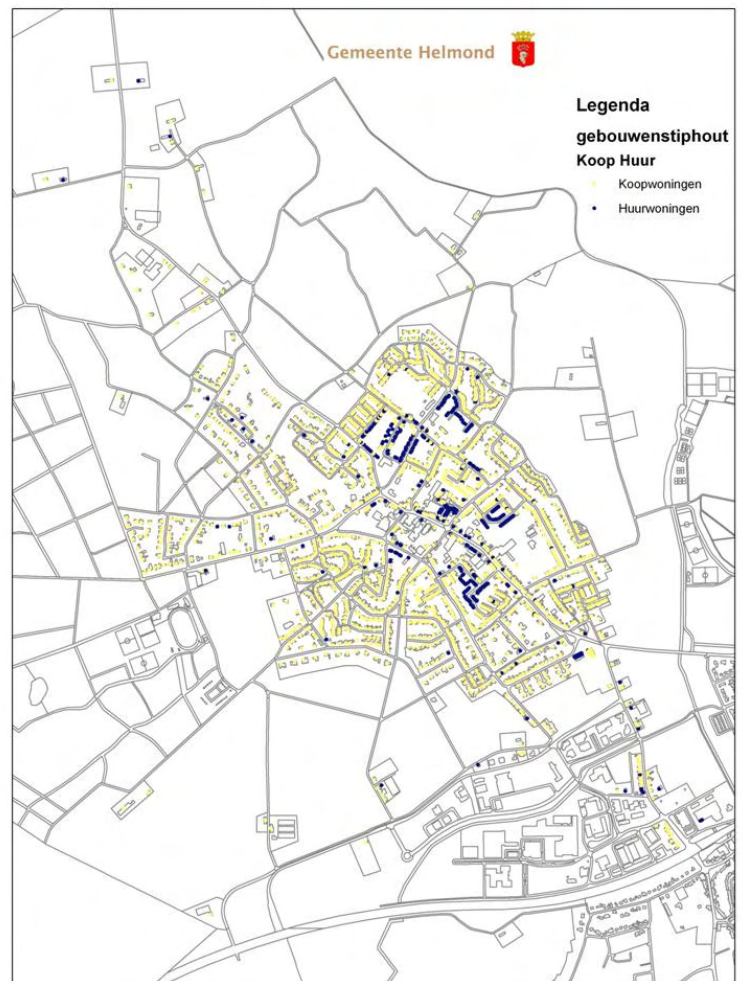 Gemeente Helmond
Legenda
gebouwenstiphout
Koop Huur
Koopwoningen
Huurwoningen